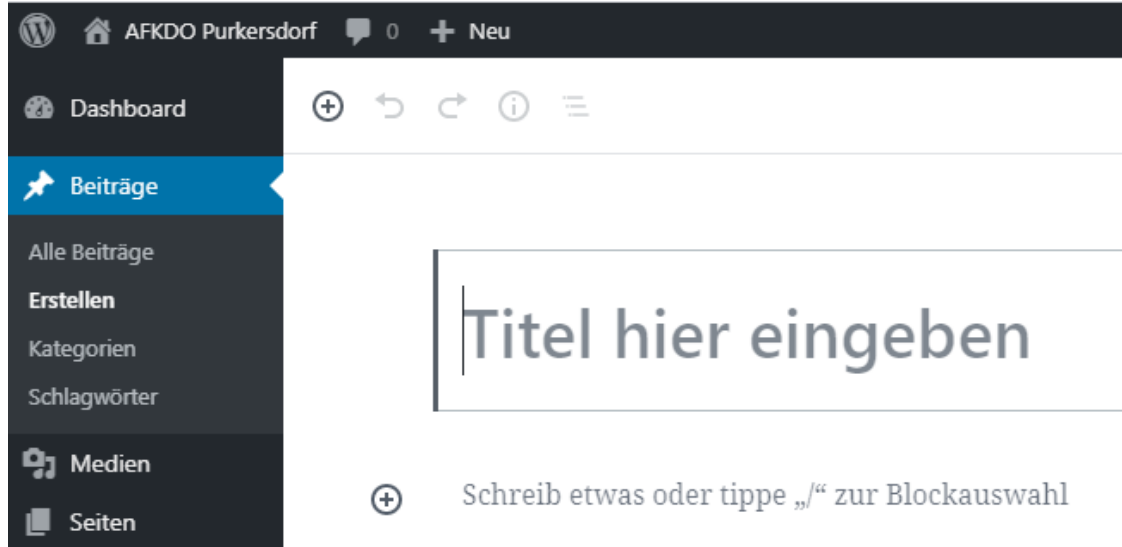 AFKDO Purkersdorf 0 Neu
Dashboard
Beiträge
Alle Beiträge
Erstellen
Kategorien
Schlagwörter
Medien
Seiten
Titel hier eingeben
Schreib etwas oder tippe „/“ zur Blockauswahl